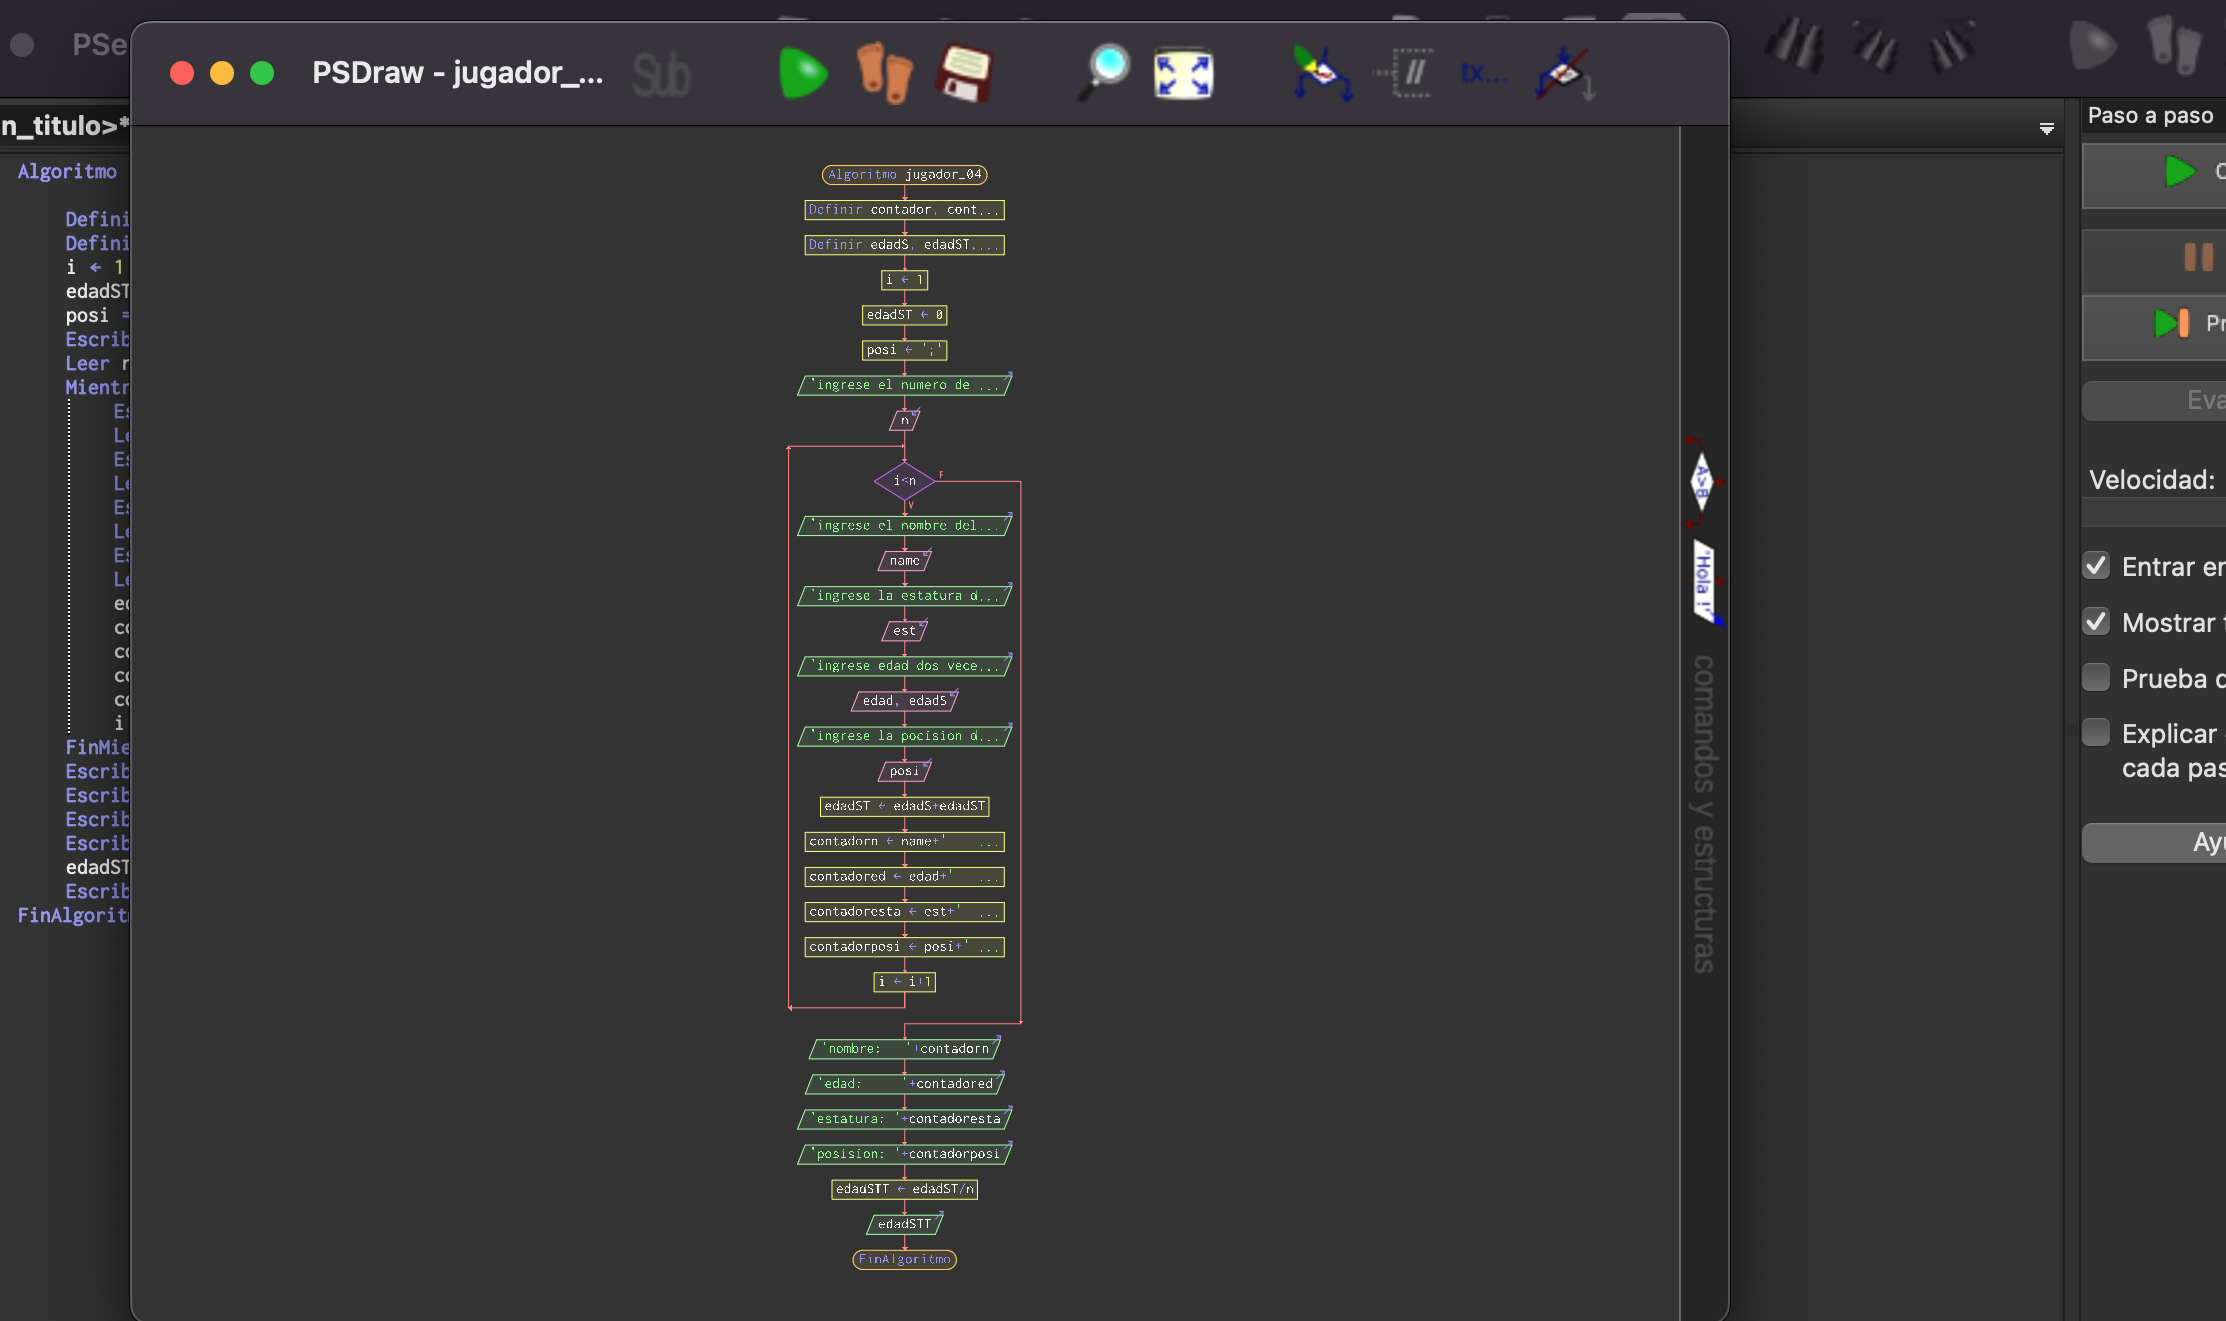 PSe
PSDraw - jugador_...
Sub
tx...
n_titulo>*
Algoritmo
Defini
Defini
i ← 1
edadST
posi =
Escrib
Leer
Mientr
Es
Le
Es
Le
Es
Le
Es
Le
ed
co
co
co
co
i
FinMie
Escrib
Escrib
Escrib
Escrib
edadST
Escrib
FinAlgorit
Algoritmo jugador_04
Definir contador, cont...
Definir edadS, edadST,...
i ← 1
edadST ← 0
posi ← ';'
'ingrese el numero de ...
n
i<n
F
V
'ingrese el nombre del...
name
'ingrese la estatura d...
est
'ingrese edad dos vece...
edad, edadS
'ingrese la pocision d...
posi
edadST ← edadS+edadST
contadorn ← name+' ...
contadored ← edad+' ...
contadoresta ← est+' ...
contadorposi ← posi+' ...
i ← i+1
'nombre: '+contadorn
'edad: '+contadored
'estatura: '+contadoresta
'posision: '+contadorposi
edadSTT ← edadST/n
edadSTT
FinAlgoritmo
A>B
"Hola !"
comandos y estructuras
Paso a paso
Pr
Eva
Velocidad:
Entrar en
Mostrar
Prueba
Explicar
cada pas
Ayu